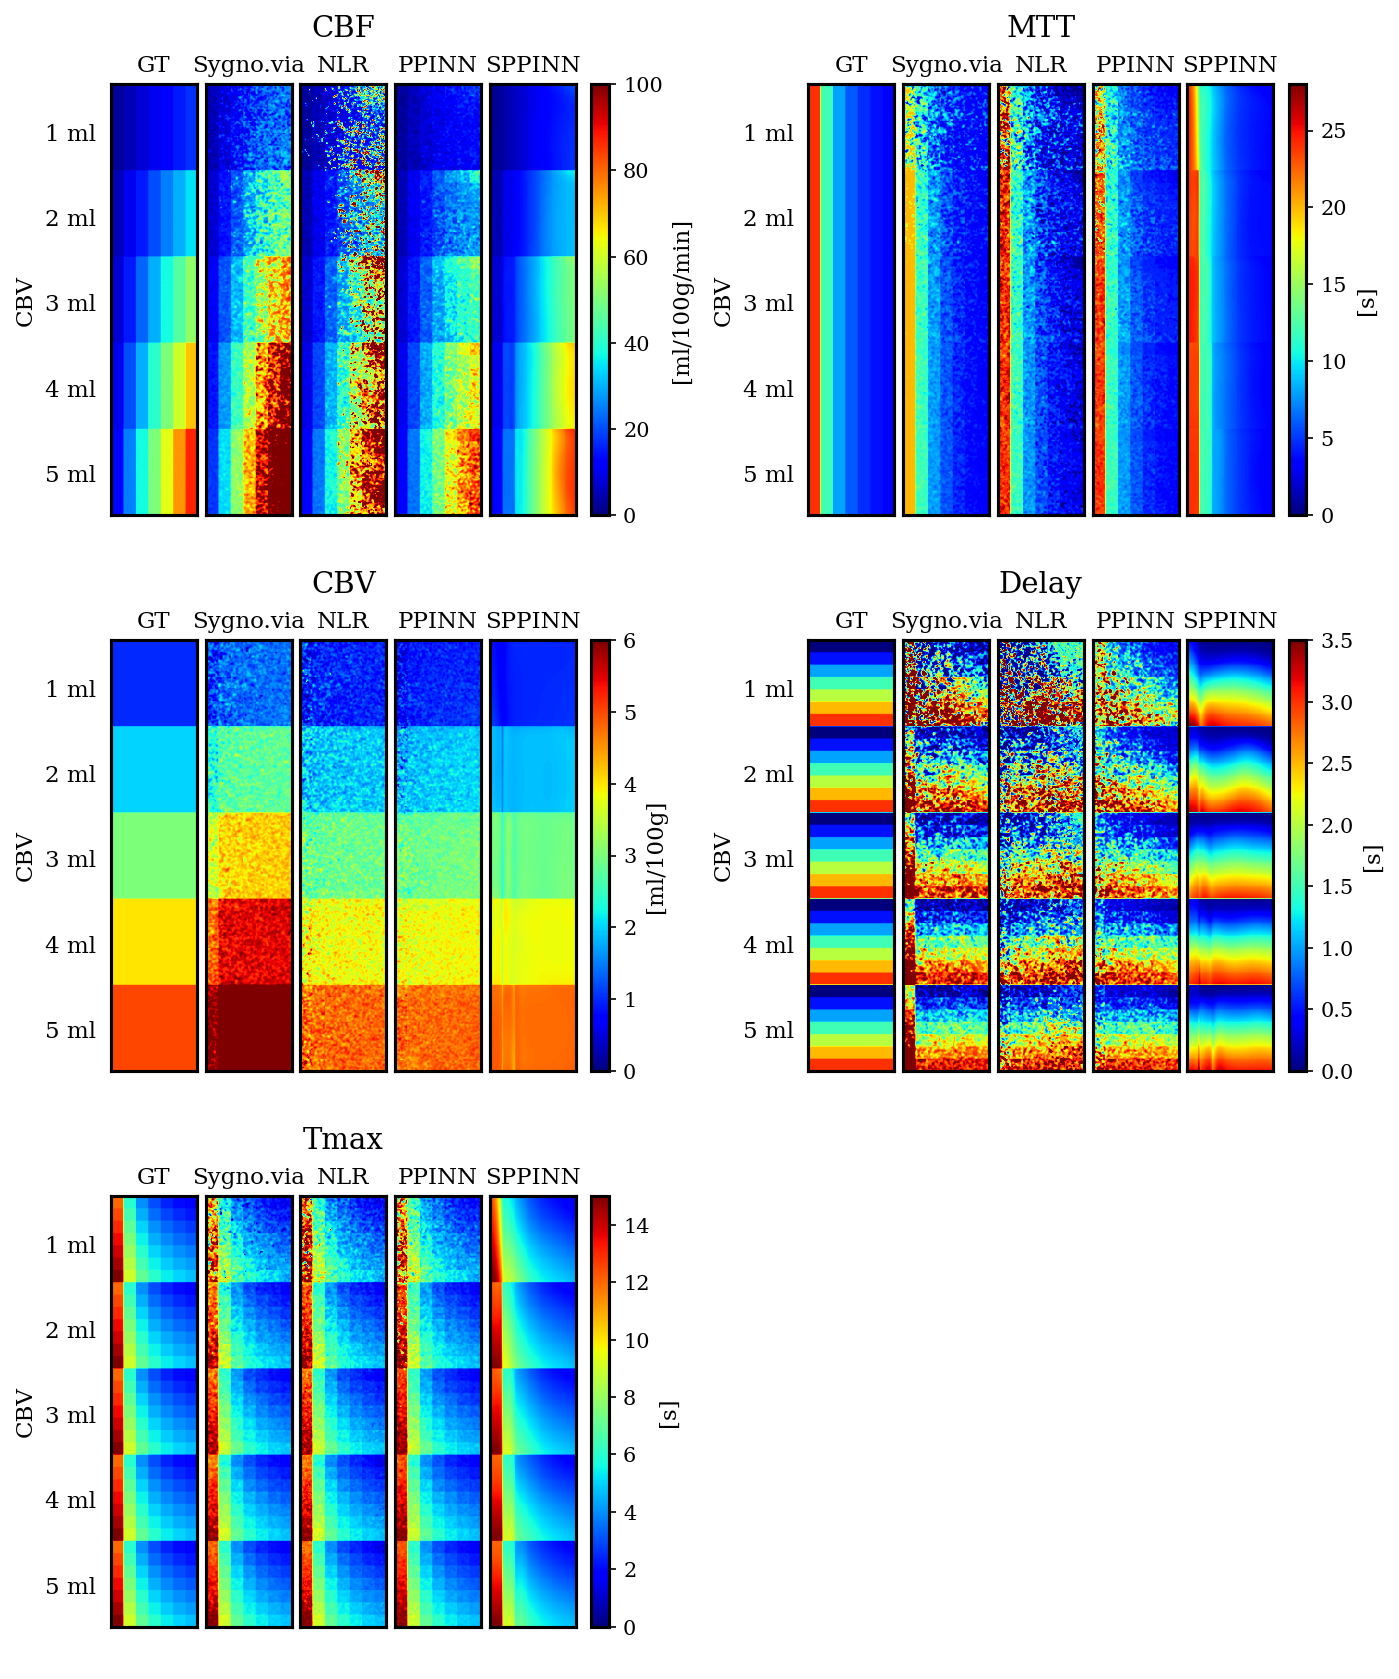 CBF
GT Sygno.via NLR PPINN SPPINN
1 ml
2 ml
3 ml
4 ml
5 ml
CBV
100
80
60
40
20
0
[ml/100g/min]
MTT
GT Sygno.via NLR PPINN SPPINN
1 ml
2 ml
3 ml
4 ml
5 ml
CBV
25
20
15
10
5
0
[s]
CBV
GT Sygno.via NLR PPINN SPPINN
1 ml
2 ml
3 ml
4 ml
5 ml
CBV
6
5
4
3
2
1
0
[ml/100g]
Delay
GT Sygno.via NLR PPINN SPPINN
1 ml
2 ml
3 ml
4 ml
5 ml
CBV
3.5
3.0
2.5
2.0
1.5
1.0
0.5
0.0
[s]
Tmax
GT Sygno.via NLR PPINN SPPINN
1 ml
2 ml
3 ml
4 ml
5 ml
CBV
14
12
10
8
6
4
2
0
[s]